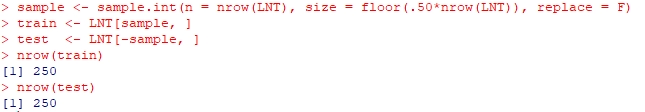 > sample <- sample.int(n = nrow(LNT), size = floor(.50*nrow(LNT)), replace = F)
> train <- LNT[sample, ]
> test  <- LNT[-sample, ]
> nrow(train)
[1] 250
> nrow(test)
[1] 250